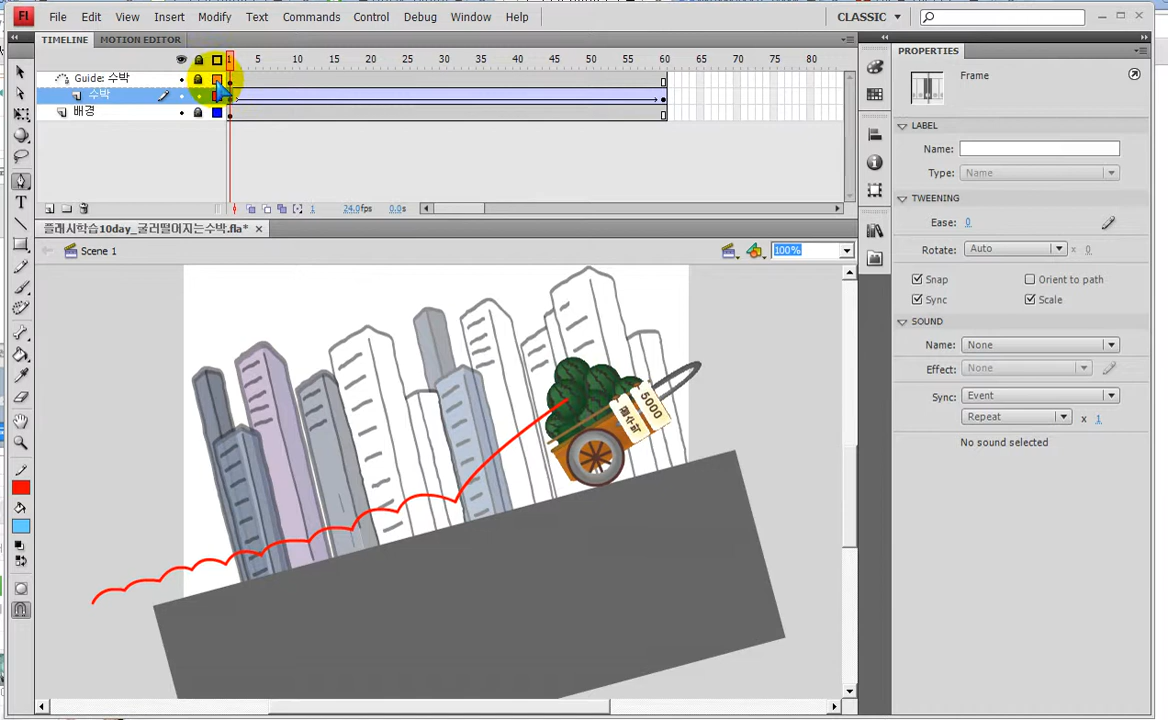 Fl File Edit View Insert Modify Text Commands Control Debug Window Help CLASSIC
TIMELINE MOTION EDITOR
1 5 10 15 20 25 30 35 40 45 50 55 60 65 70 75 80
Guide: 수박
수박
배경
1 24.0fps 0.0s
플래시학습10day_굴러떨어지는수박.fla*
Scene 1 100%
5000
PROPERTIES
Frame
LABEL
Name:
Type: Name
TWEENING
Ease: 0
Rotate: Auto x 0
Snap Orient to path
Sync Scale
SOUND
Name: None
Effect: None
Sync: Event
Repeat x 1
No sound selected